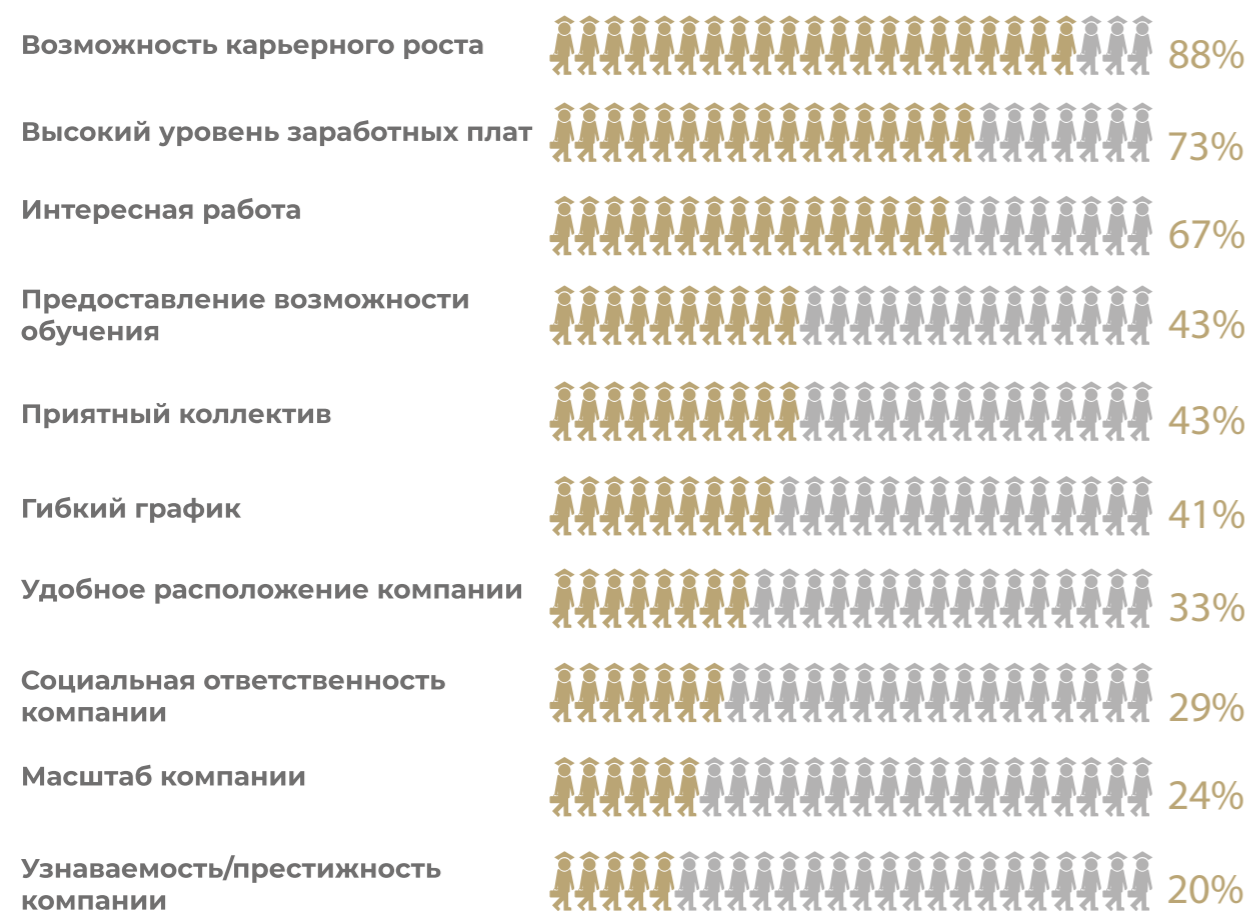 Возможность карьерного роста
88%
Высокий уровень заработных плат
73%
Интересная работа
67%
Предоставление возможности
обучения
43%
Приятный коллектив
43%
Гибкий график
41%
Удобное расположение компании
33%
Социальная ответственность
компании
29%
Масштаб компании
24%
Узнаваемость/престижность
компании
20%